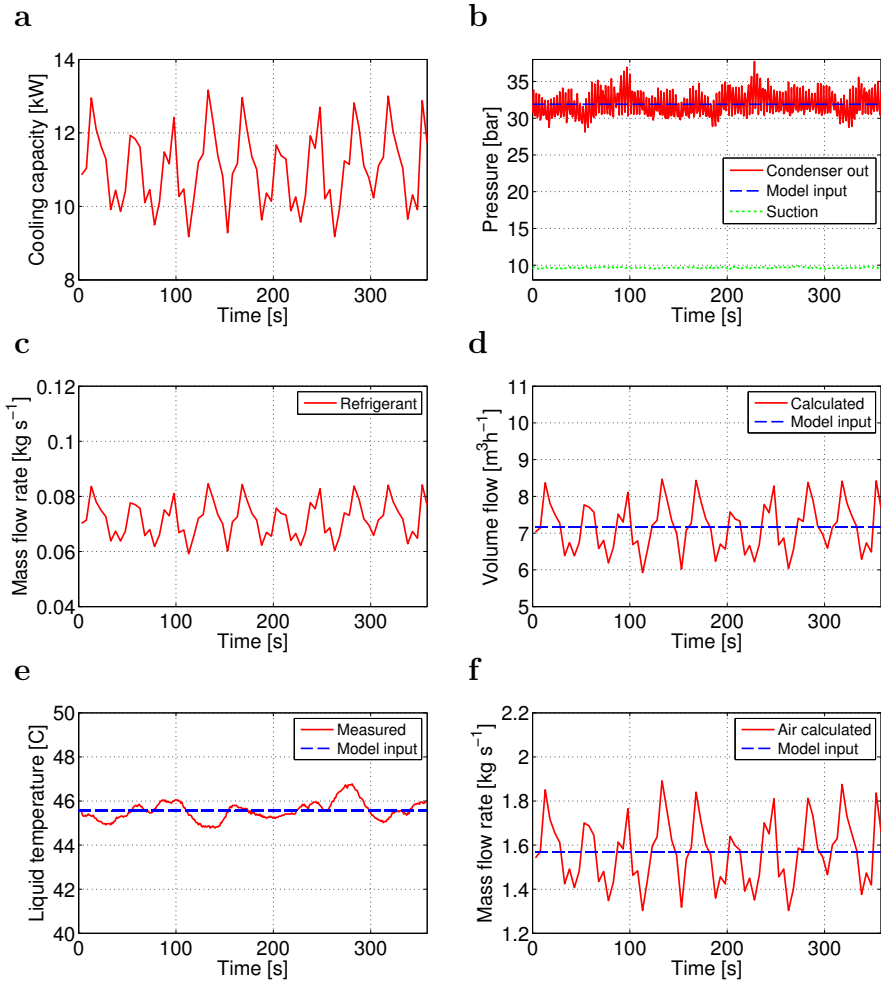 a
Cooling capacity [kW]
14
12
10
8
0
100
200
300
Time [s]
b
Pressure [bar]
35
30
25
20
15
10
0
100
200
300
Time [s]
Condenser out
Model input
Suction
c
Mass flow rate [kg s−1]
0.12
0.1
0.08
0.06
0.04
0
100
200
300
Time [s]
Refrigerant
d
Volume flow [m3h−1]
11
10
9
8
7
6
5
0
100
200
300
Time [s]
Calculated
Model input
e
Liquid temperature [C]
50
48
46
44
42
40
0
100
200
300
Time [s]
Measured
Model input
f
Mass flow rate [kg s−1]
2.2
2
1.8
1.6
1.4
1.2
0
100
200
300
Time [s]
Air calculated
Model input